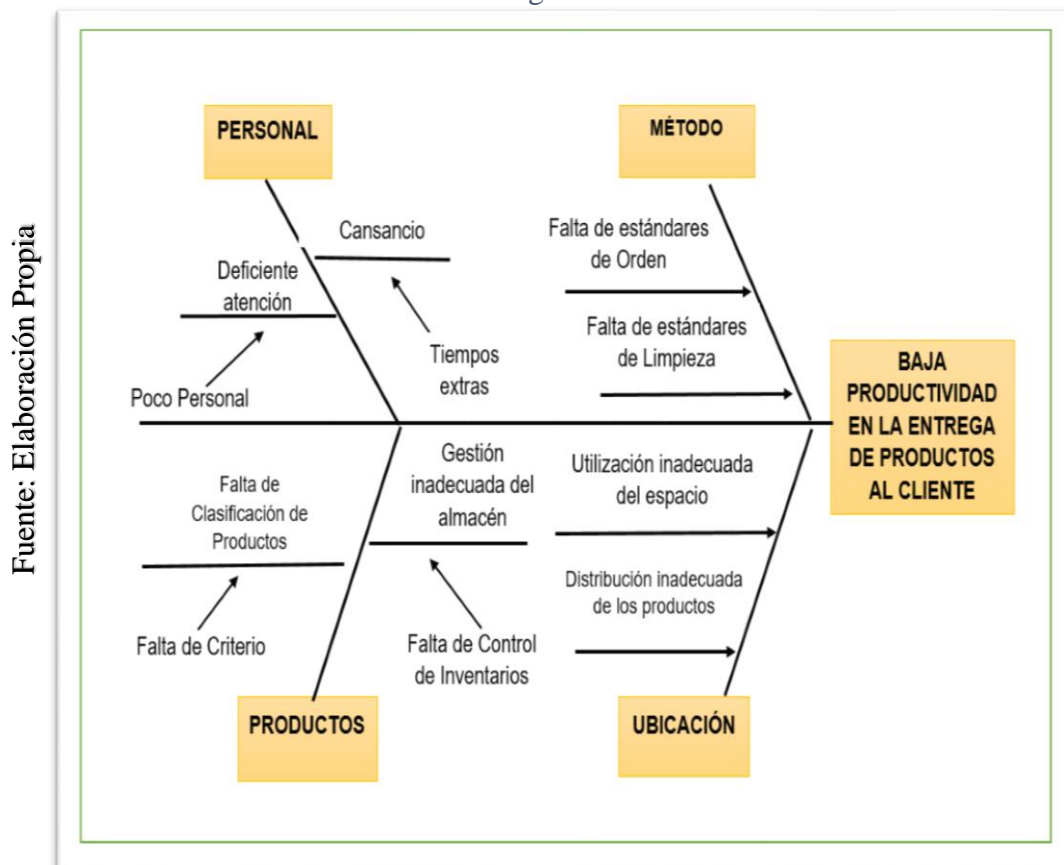 Fuente: Elaboración Propia
PERSONAL
MÉTODO
Cansancio
Deficiente
atención
Tiempos
extras
Poco Personal
Falta de estándares
de Orden
Falta de estándares
de Limpieza
BAJA
PRODUCTIVIDAD
EN LA ENTREGA
DE PRODUCTOS
AL CLIENTE
Falta de
Clasificación de
Productos
Falta de Criterio
Gestión
inadecuada del
almacén
Falta de Control
de Inventarios
Utilización inadecuada
del espacio
Distribución inadecuada
de los productos
PRODUCTOS
UBICACIÓN